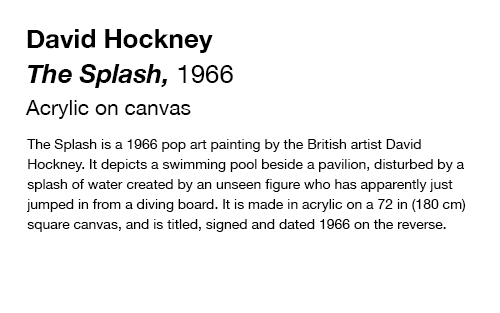 David Hockney
The Splash, 1966
Acrylic on canvas
The Splash is a 1966 pop art painting by the British artist David
Hockney. It depicts a swimming pool beside a pavilion, disturbed by a
splash of water created by an unseen figure who has apparently just
jumped in from a diving board. It is made in acrylic on a 72 in (180 cm)
square canvas, and is titled, signed and dated 1966 on the reverse.